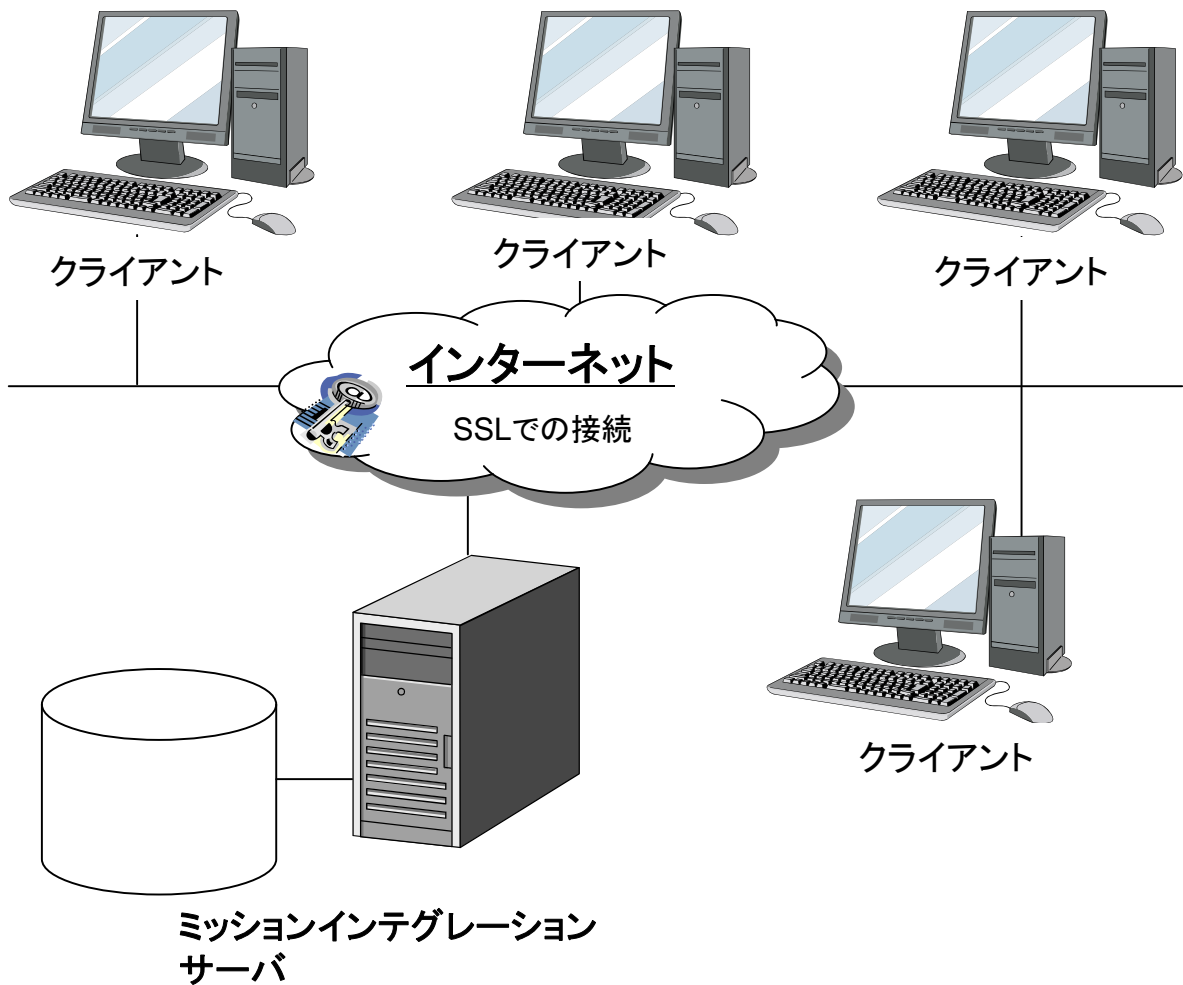 クライアント
クライアント
クライアント
インターネット
SSLでの接続
クライアント
ミッションインテグレーション
サーバ